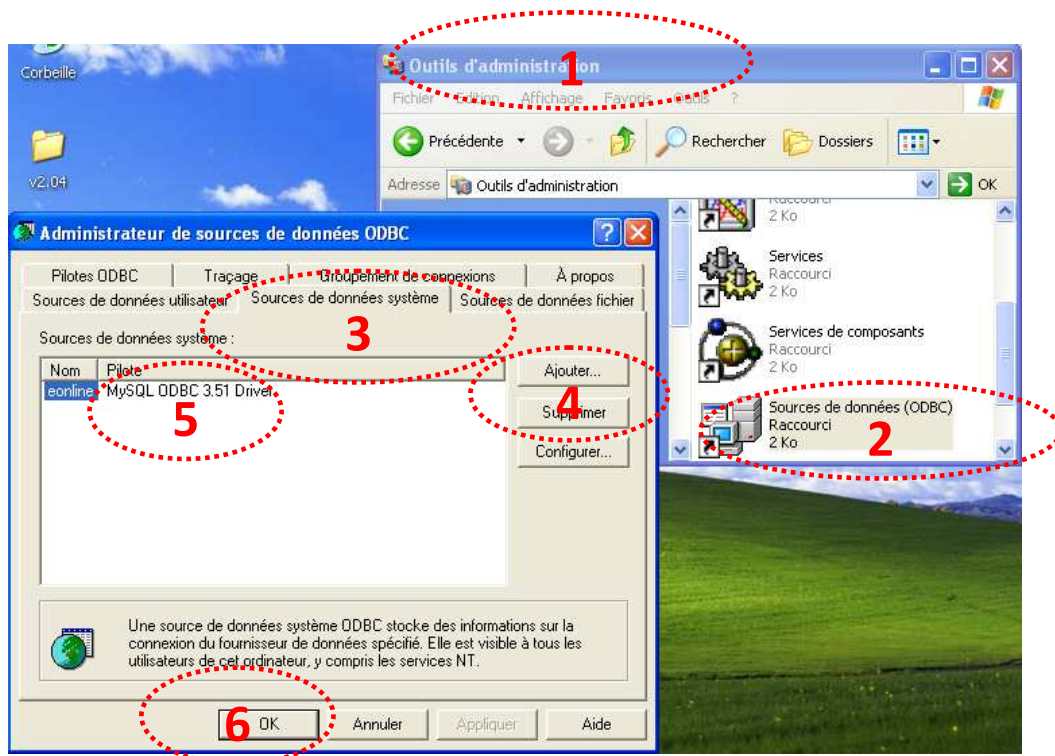 Corbeille
v2.04
1
Outils d'administration
Fichier Edition Affichage Favoris Outils ?
Précédente Rechercher Dossiers
Adresse Outils d'administration OK
Raccourci
2 Ko
Services
Raccourci
2 Ko
Services de composants
Raccourci
2 Ko
Sources de données (ODBC)
Raccourci
2 Ko
2
Administrateur de sources de données ODBC
Pilotes ODBC Traçage Groupement de connexions À propos
Sources de données utilisateur Sources de données système Sources de données fichier
3
Sources de données système :
Nom Pilote
eonline MySQL ODBC 3.51 Driver
5
Ajouter...
4
Supprimer
Configurer...
Une source de données système ODBC stocke des informations sur la
connexion du fournisseur de données spécifié. Elle est visible à tous les
utilisateurs de cet ordinateur, y compris les services NT.
6
OK Annuler Appliquer Aide